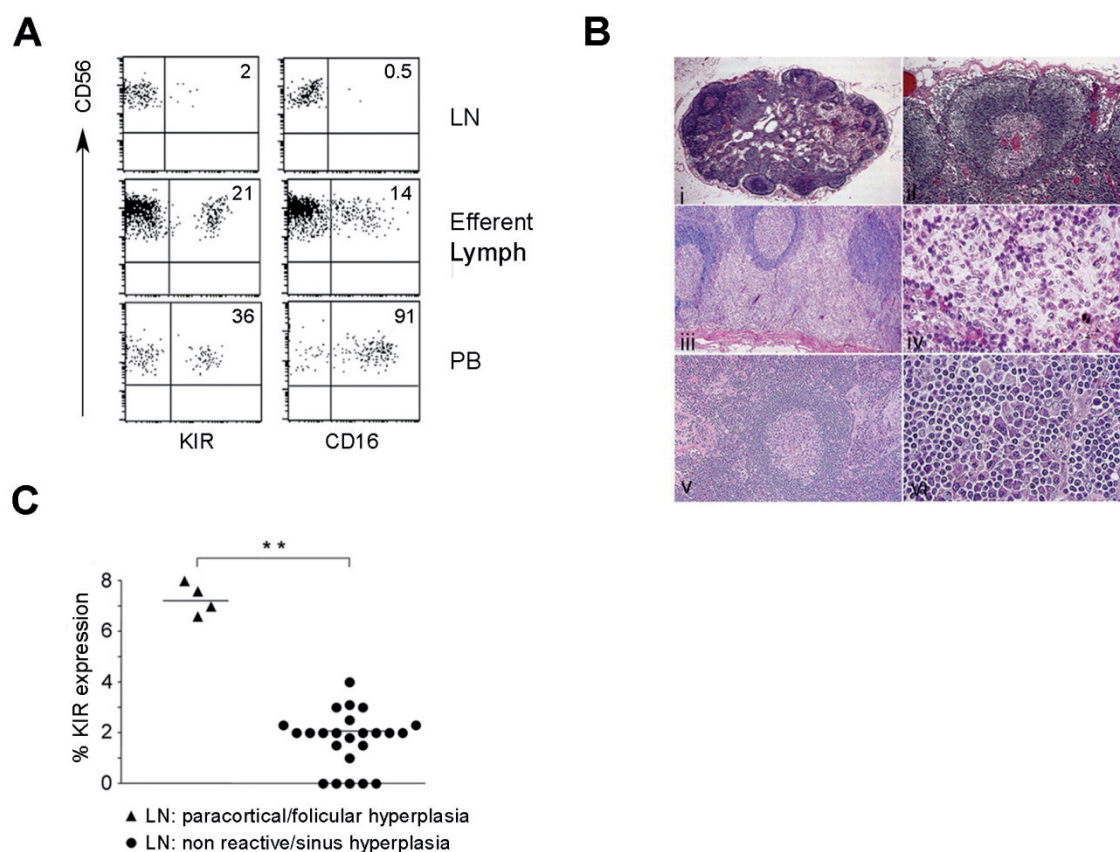 A
CD56
2
0.5
LN
21
14
Efferent
Lymph
36
91
PB
KIR
CD16
B
i
ii
iii
iv
v
vi
C
**
% KIR expression
8
6
4
2
0
▲ LN: paracortical/folicular hyperplasia
● LN: non reactive/sinus hyperplasia